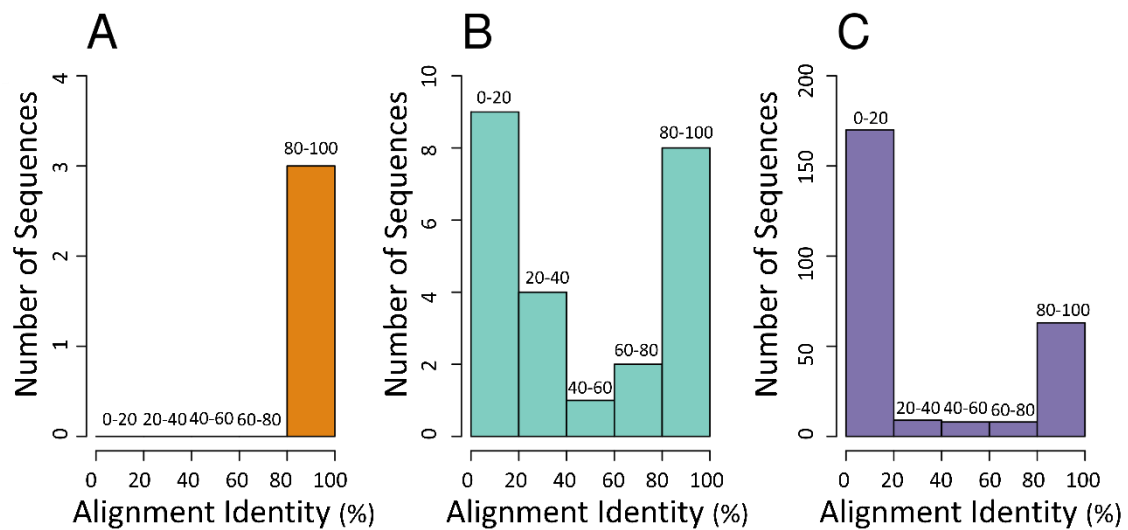 A
Number of Sequences
4
3
2
1
0
80-100
0-20 20-40 40-60 60-80
0 20 40 60 80 100
Alignment Identity (%)
B
Number of Sequences
10
8
6
4
2
0
0-20
80-100
20-40
60-80
40-60
0 20 40 60 80 100
Alignment Identity (%)
C
Number of Sequences
200
150
100
50
0
0-20
80-100
20-40 40-60 60-80
0 20 40 60 80 100
Alignment Identity (%)